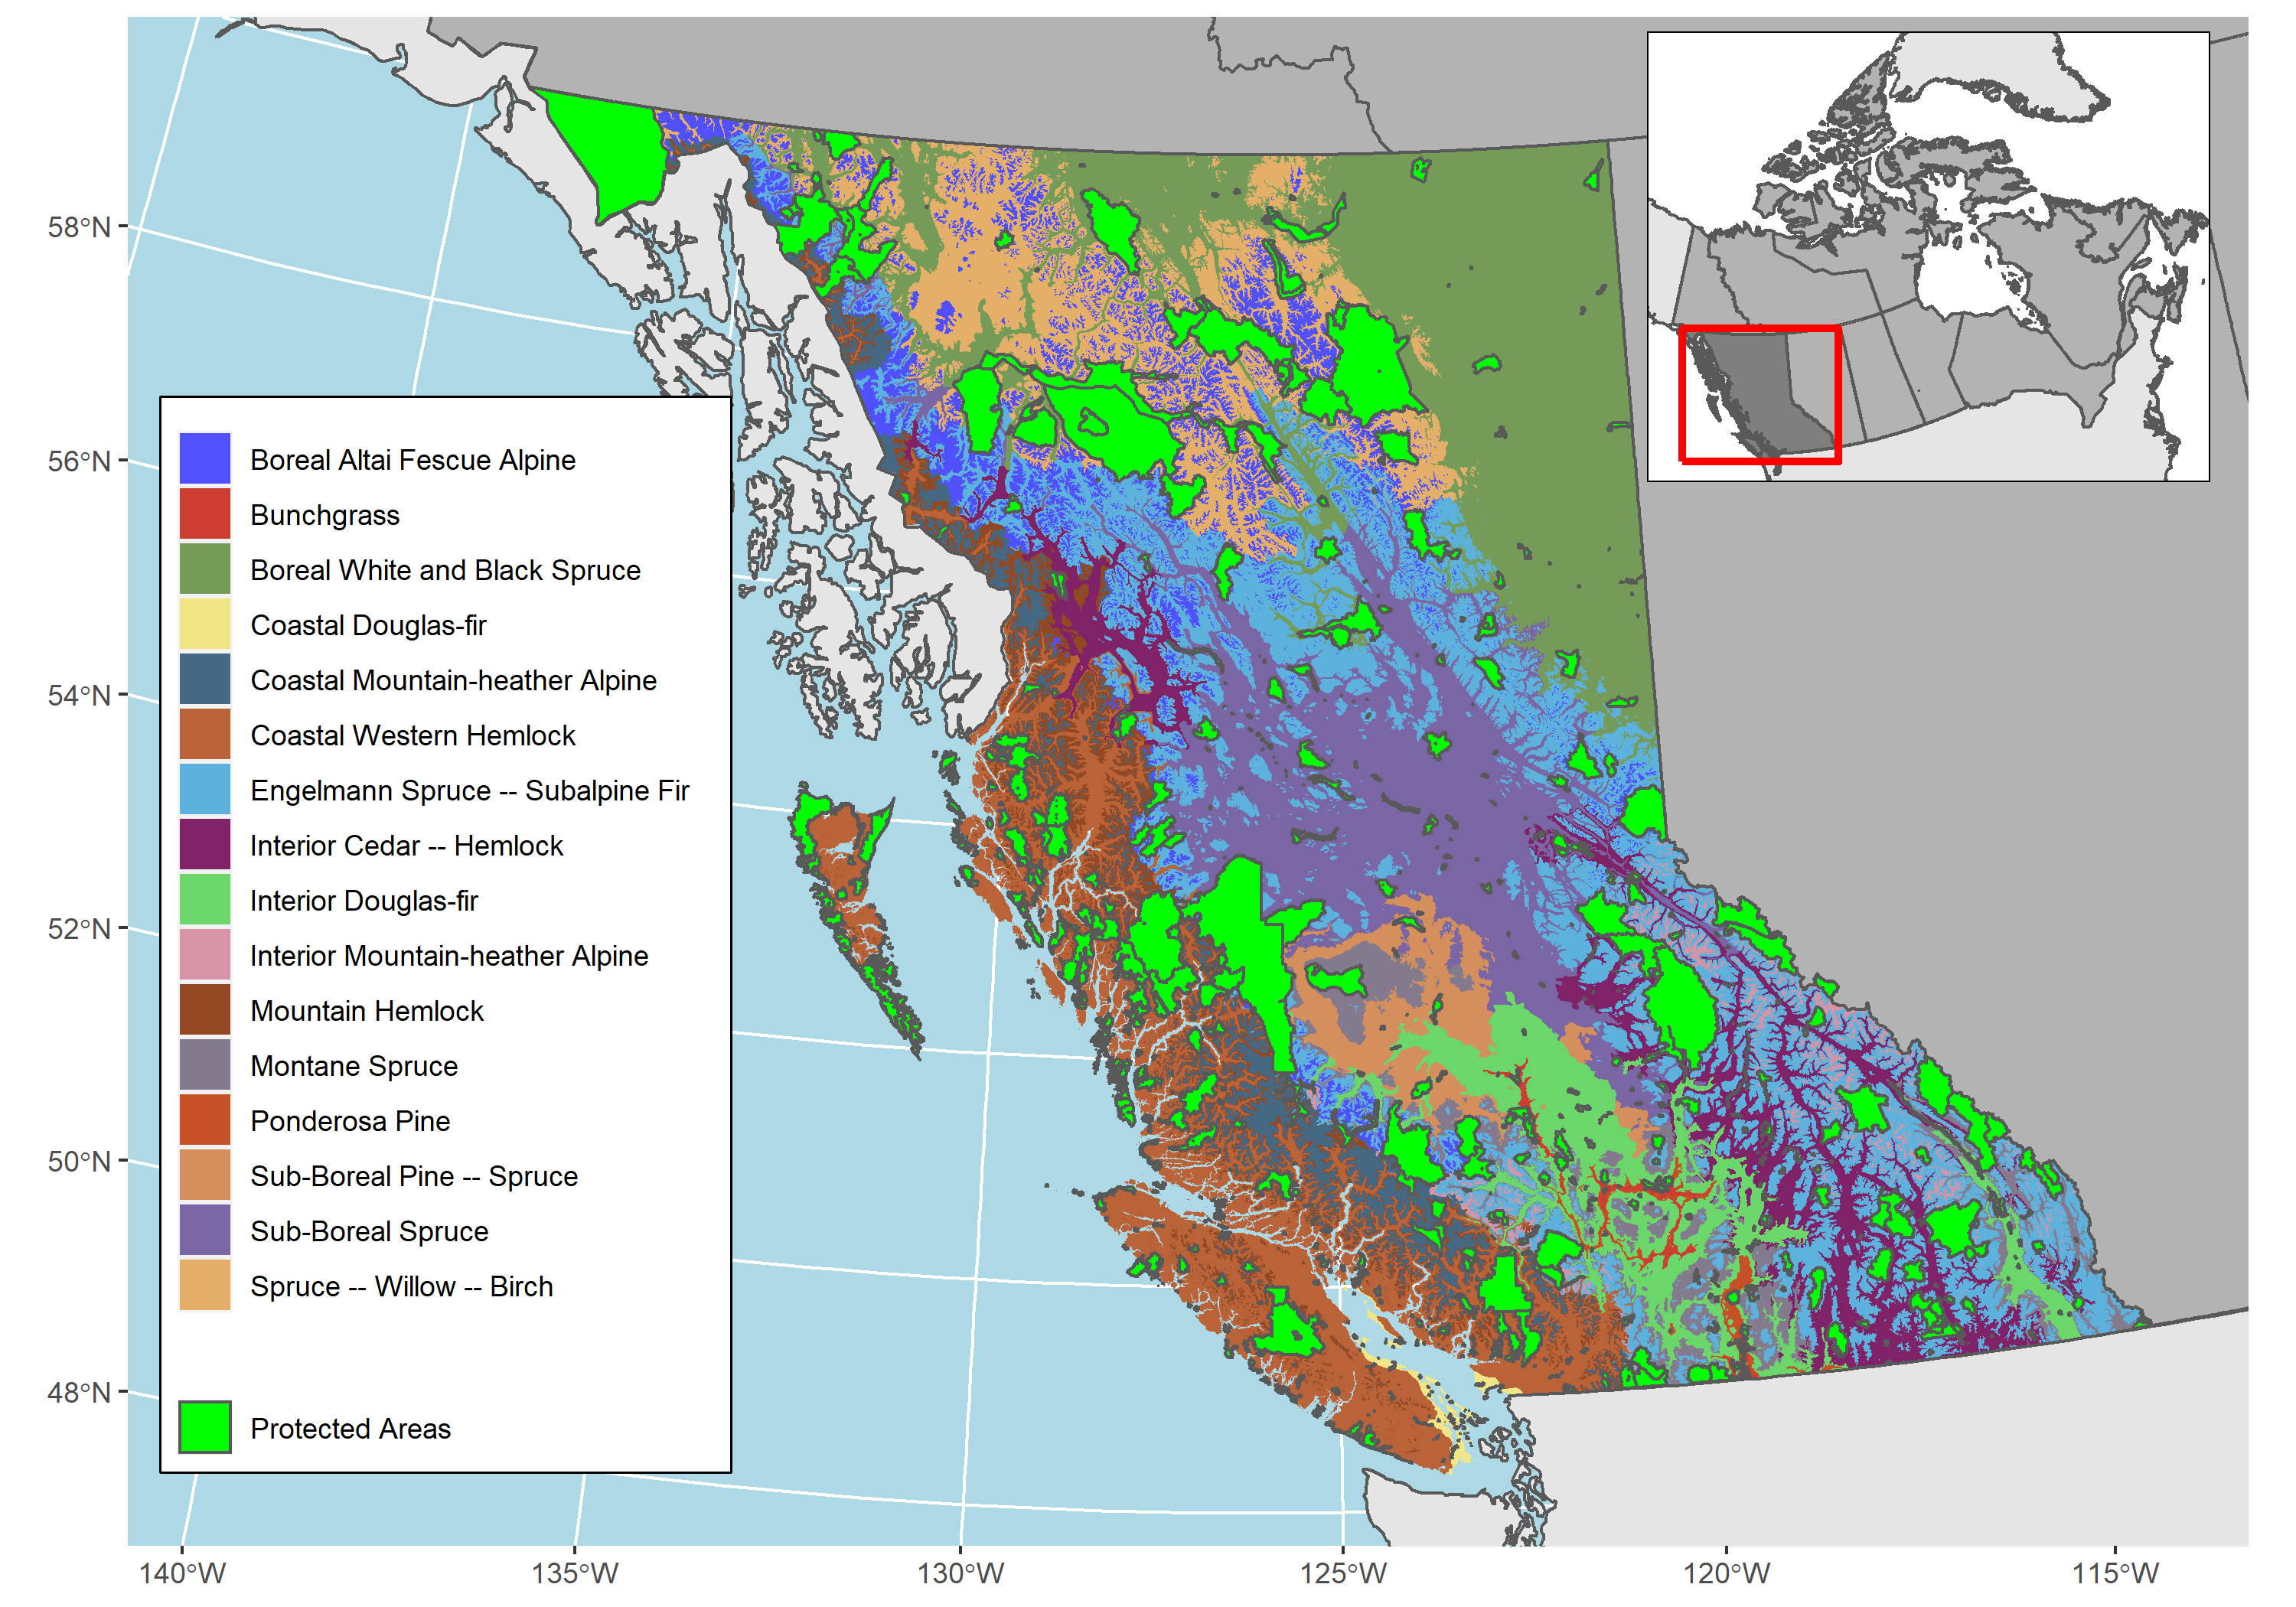 58°N
56°N
54°N
52°N
50°N
48°N
Boreal Altai Fescue Alpine
Bunchgrass
Boreal White and Black Spruce
Coastal Douglas-fir
Coastal Mountain-heather Alpine
Coastal Western Hemlock
Engelmann Spruce -- Subalpine Fir
Interior Cedar -- Hemlock
Interior Douglas-fir
Interior Mountain-heather Alpine
Mountain Hemlock
Montane Spruce
Ponderosa Pine
Sub-Boreal Pine -- Spruce
Sub-Boreal Spruce
Spruce -- Willow -- Birch
Protected Areas
140°W 135°W 130°W 125°W 120°W 115°W